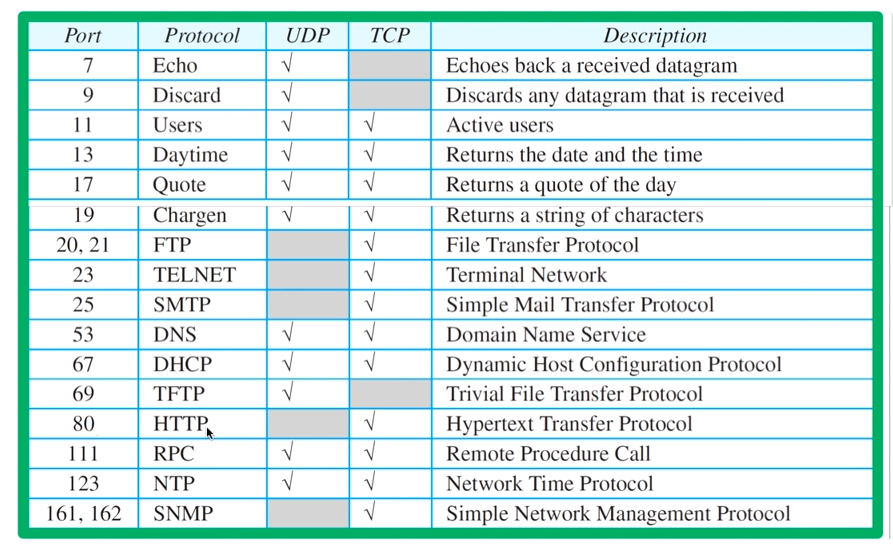 Port Protocol UDP TCP Description
7 Echo √ Echoes back a received datagram
9 Discard √ Discards any datagram that is received
11 Users √ √ Active users
13 Daytime √ √ Returns the date and the time
17 Quote √ √ Returns a quote of the day
19 Chargen √ √ Returns a string of characters
20, 21 FTP √ File Transfer Protocol
23 TELNET √ Terminal Network
25 SMTP √ Simple Mail Transfer Protocol
53 DNS √ √ Domain Name Service
67 DHCP √ √ Dynamic Host Configuration Protocol
69 TFTP √ Trivial File Transfer Protocol
80 HTTP √ Hypertext Transfer Protocol
111 RPC √ √ Remote Procedure Call
123 NTP √ √ Network Time Protocol
161, 162 SNMP √ Simple Network Management Protocol